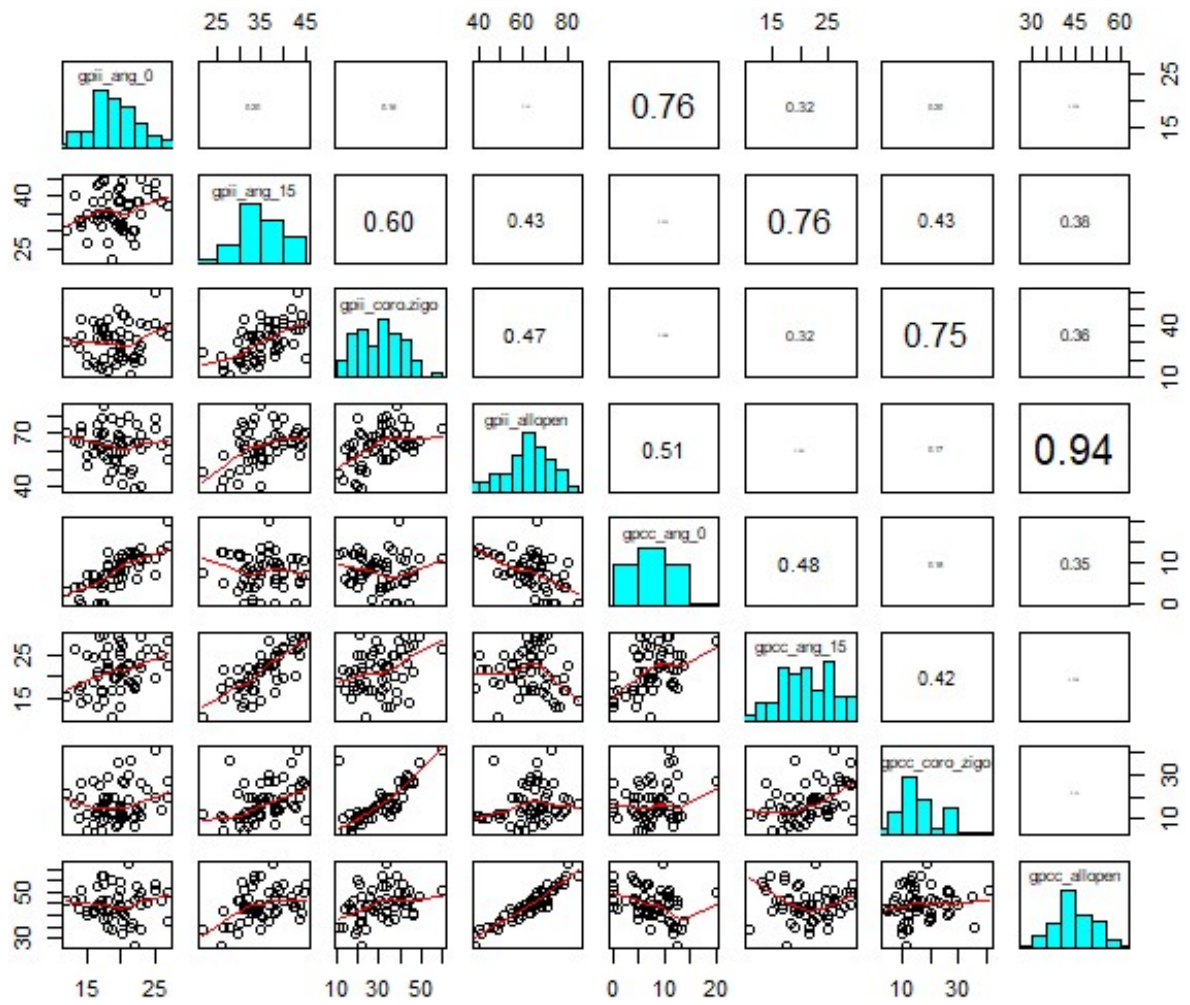 25 35 45 40 60 80 15 25 30 45 60
gpii_ang_0 0.76 0.32 15 25
40 25 gpii_ang_15 0.60 0.43 0.76 0.43 0.38
gpii_coro.zigo 0.47 0.32 0.75 0.36 10 40
70 40 gpii_allopen 0.51 0.17 0.94
gpcc_ang_0 0.48 0.35 0 10
25 15 gpcc_ang_15 0.42
gpcc_coro_zigo 10 30
50 30 gpcc_allopen
15 25 10 30 50 0 10 20 10 30